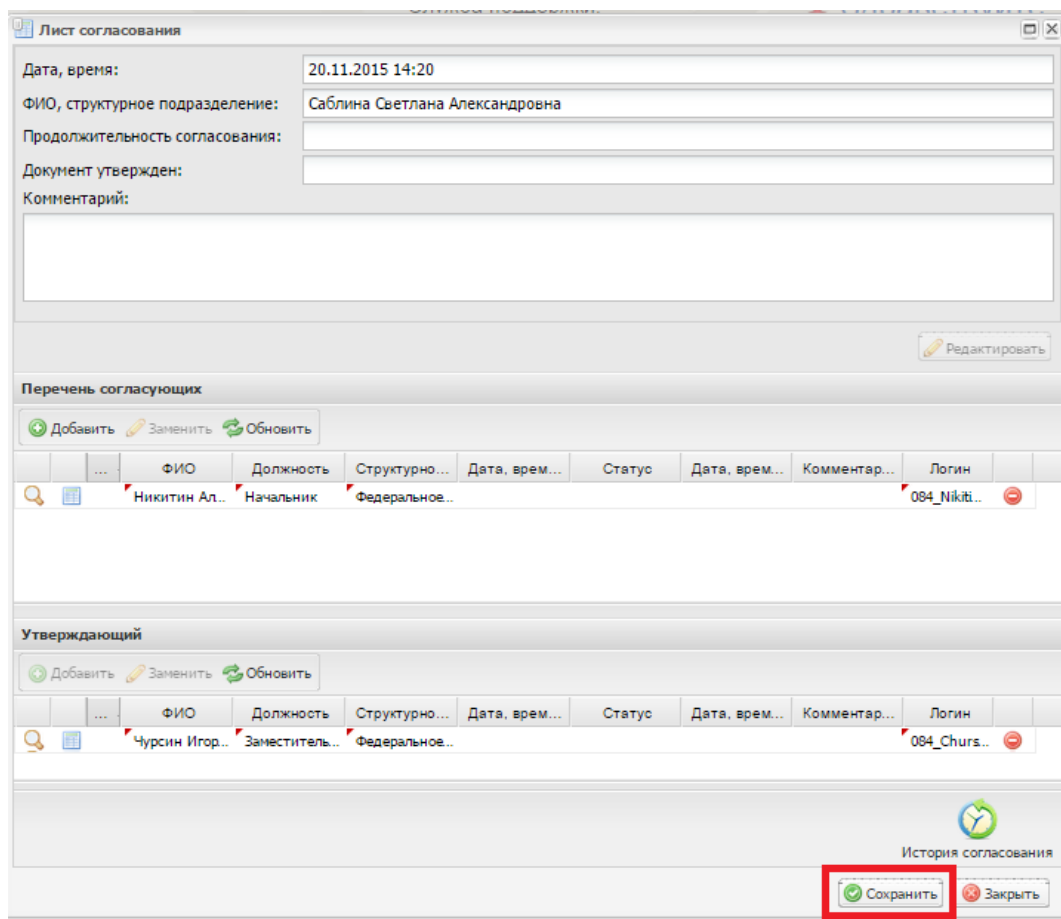 Лист согласования
Дата, время: 20.11.2015 14:20
ФИО, структурное подразделение: Саблина Светлана Александровна
Продолжительность согласования:
Документ утвержден:
Комментарий:
Редактировать
Перечень согласующих
Добавить Заменить Обновить
... ФИО Должность Структурно... Дата, врем... Статус Дата, врем... Комментар... Логин
Никитин Ал... Начальник Федеральное... 084_Nikiti...
Утверждающий
Добавить Заменить Обновить
... ФИО Должность Структурно... Дата, врем... Статус Дата, врем... Комментар... Логин
Чурсин Игор... Заместитель... Федеральное... 084_Churs...
История согласования
Сохранить Закрыть